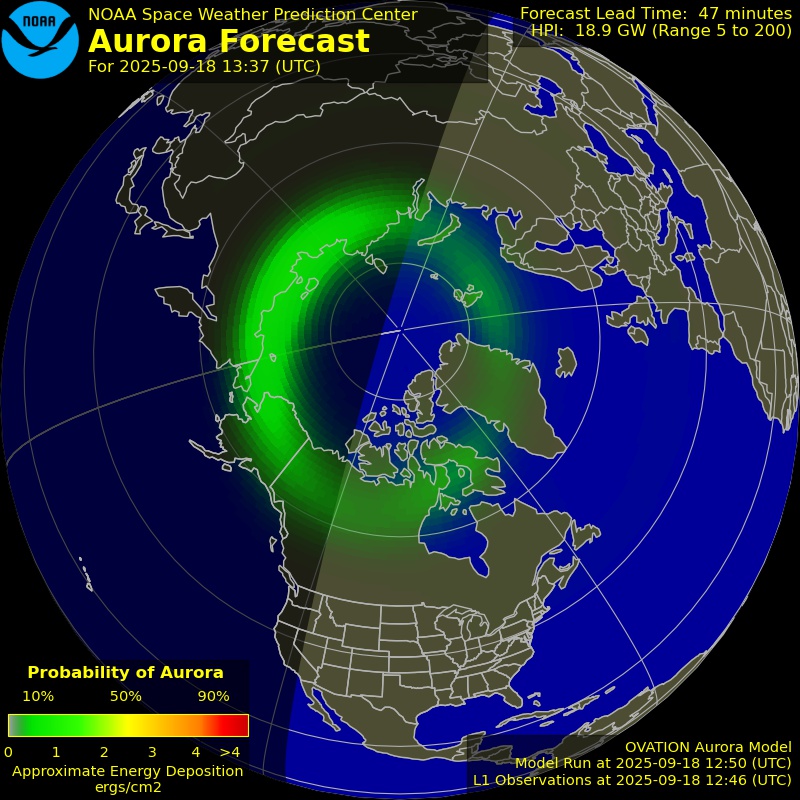 NOAA
NOAA Space Weather Prediction Center
Aurora Forecast
For 2025-09-18 13:37 (UTC)
Forecast Lead Time: 47 minutes
HPI: 18.9 GW (Range 5 to 200)
Probability of Aurora
10% 50% 90%
0 1 2 3 4 >4
Approximate Energy Deposition
ergs/cm2
OVATION Aurora Model
Model Run at 2025-09-18 12:50 (UTC)
L1 Observations at 2025-09-18 12:46 (UTC)